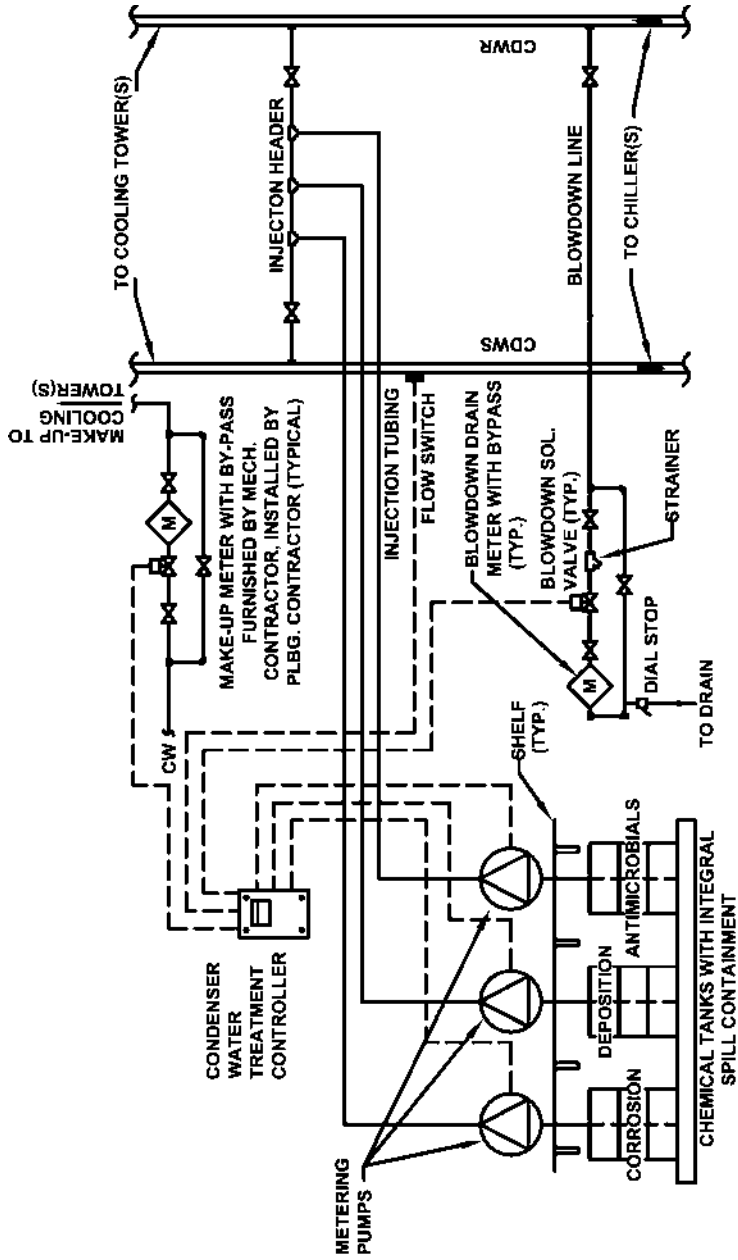 TO COOLING TOWER(S)
CDWR
INJECTON HEADER
BLOWDOWN LINE
TO CHILLER(S)
CDWS
MAKE-UP TO
COOLING
TOWER(S)
M
CW
MAKE-UP METER WITH BY-PASS
FURNISHED BY MECH.
CONTRACTOR, INSTALLED BY
PLBG. CONTRACTOR (TYPICAL)
INJECTION TUBING
FLOW SWITCH
BLOWDOWN DRAIN
METER WITH BYPASS
(TYP.)
BLOWDOWN SOL.
VALVE (TYP.)
STRAINER
M
DIAL STOP
TO DRAIN
SHELF
(TYP.)
CONDENSER
WATER
TREATMENT
CONTROLLER
METERING
PUMPS
CORROSION
DEPOSITION
ANTIMICROBIALS
CHEMICAL TANKS WITH INTEGRAL
SPILL CONTAINMENT